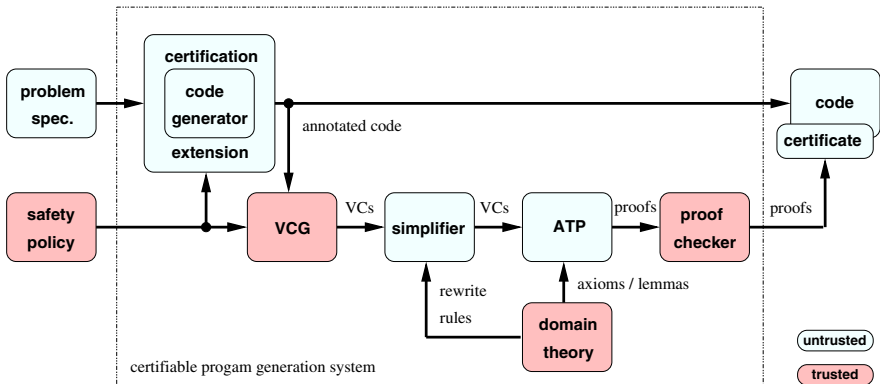 certification
problem
spec.
code
generator
extension
annotated code
code
certificate
safety
policy
VCG
VCs
simplifier
VCs
ATP
proofs
proof
checker
proofs
rewrite
rules
axioms / lemmas
domain
theory
certifiable progam generation system
untrusted
trusted